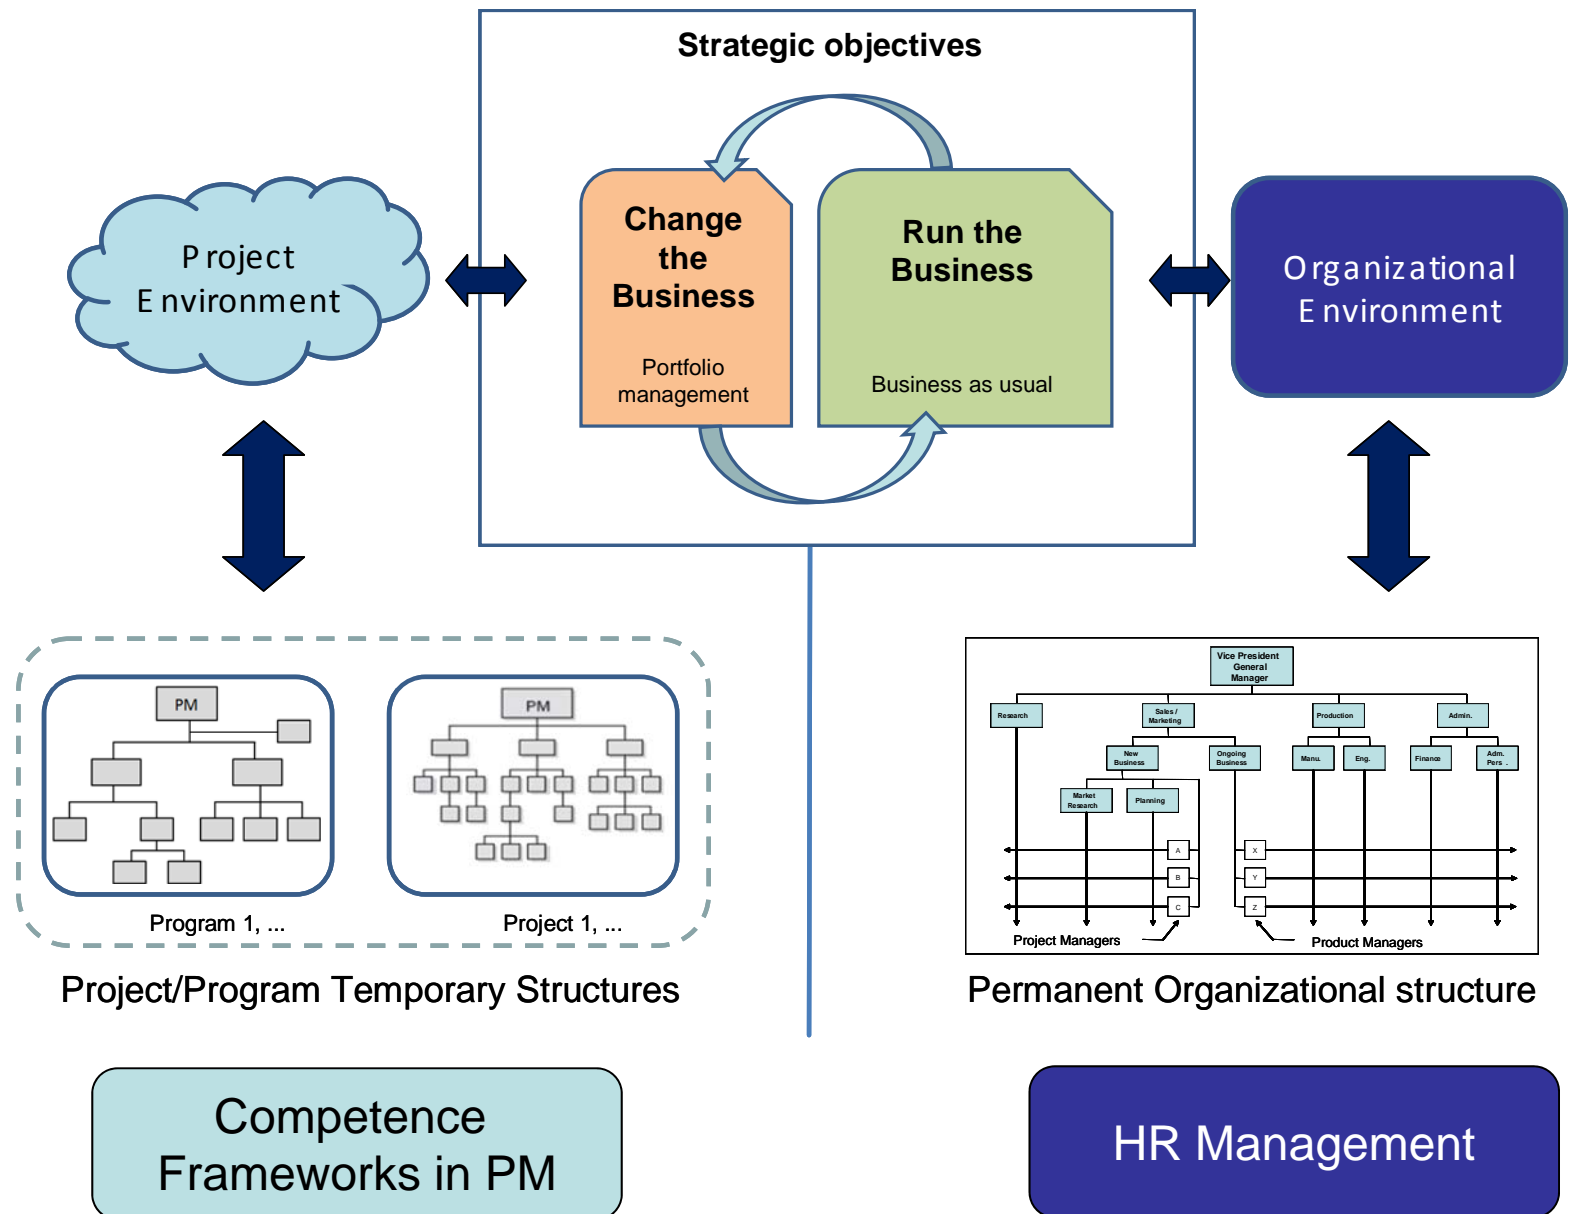 Strategic objectives
Change
the
Business
Portfolio
management
Run the
Business
Business as usual
Project
Environment
Organizational
Environment
PM
PM
Program 1, ...
Project 1, ...
Project/Program Temporary Structures
Vice President
General
Manager
Research
Sales /
Marketing
Production
Admin.
New
Business
Ongoing
Business
Manu.
Eng.
Finance
Adm.
Pers .
Market
Research
Planning
A
X
B
Y
C
Z
Project Managers
Product Managers
Permanent Organizational structure
Competence
Frameworks in PM
HR Management